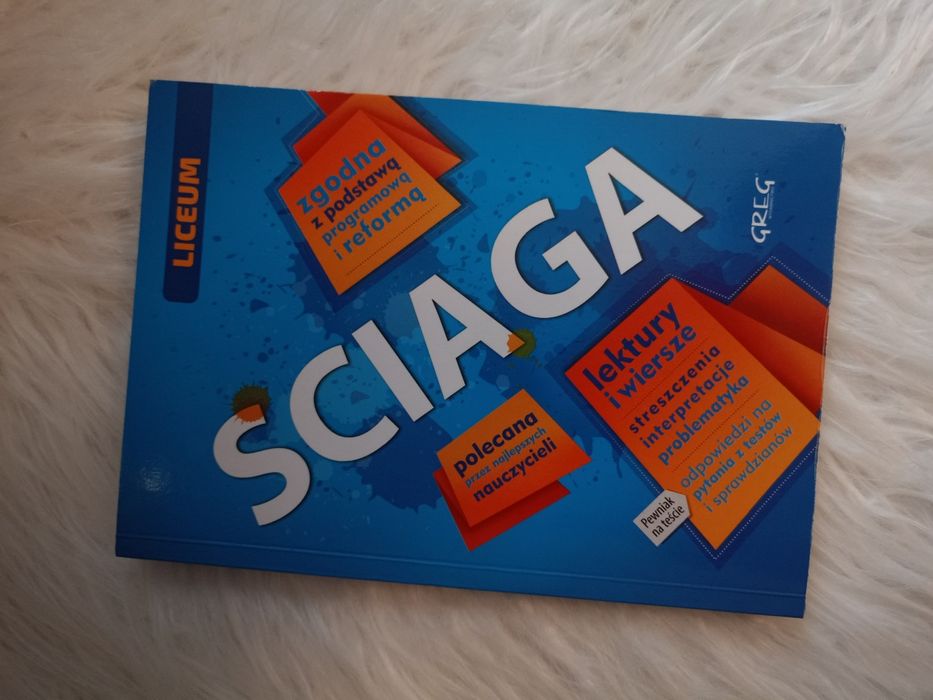 LICEUM
zgodna
z podstawą
programową
i reformą
ŚCIĄGA
GREG
lektury
i wiersze
streszczenia
interpretacje
problematyka
odpowiedzi na
pytania z testów
i sprawdzianów
Pewniak
na teście
polecana
przez najlepszych
nauczycieli